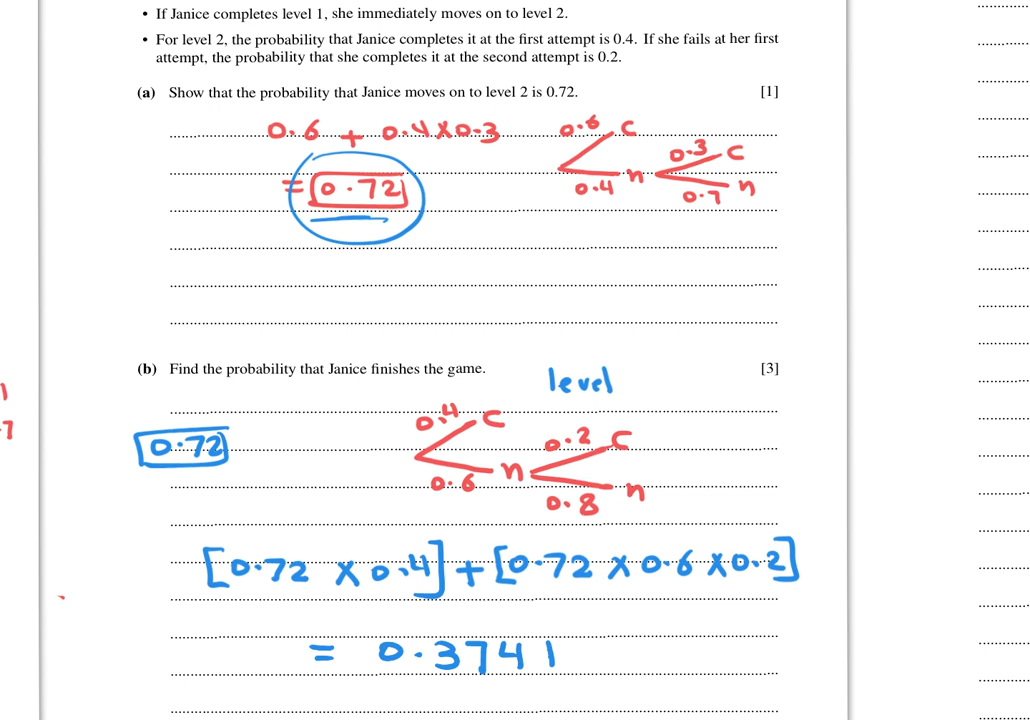 • If Janice completes level 1, she immediately moves on to level 2.
• For level 2, the probability that Janice completes it at the first attempt is 0.4. If she fails at her first
attempt, the probability that she completes it at the second attempt is 0.2.
(a) Show that the probability that Janice moves on to level 2 is 0.72. [1]
0.6 + 0.4 x 0.3
0.6 C
0.3 C
0.4 n
0.7 n
= 0.72
(b) Find the probability that Janice finishes the game. [3]
level
0.4 C
0.72
0.2 C
0.6 n
0.8 n
[0.72 x 0.4] + [0.72 x 0.6 x 0.2]
= 0.3741